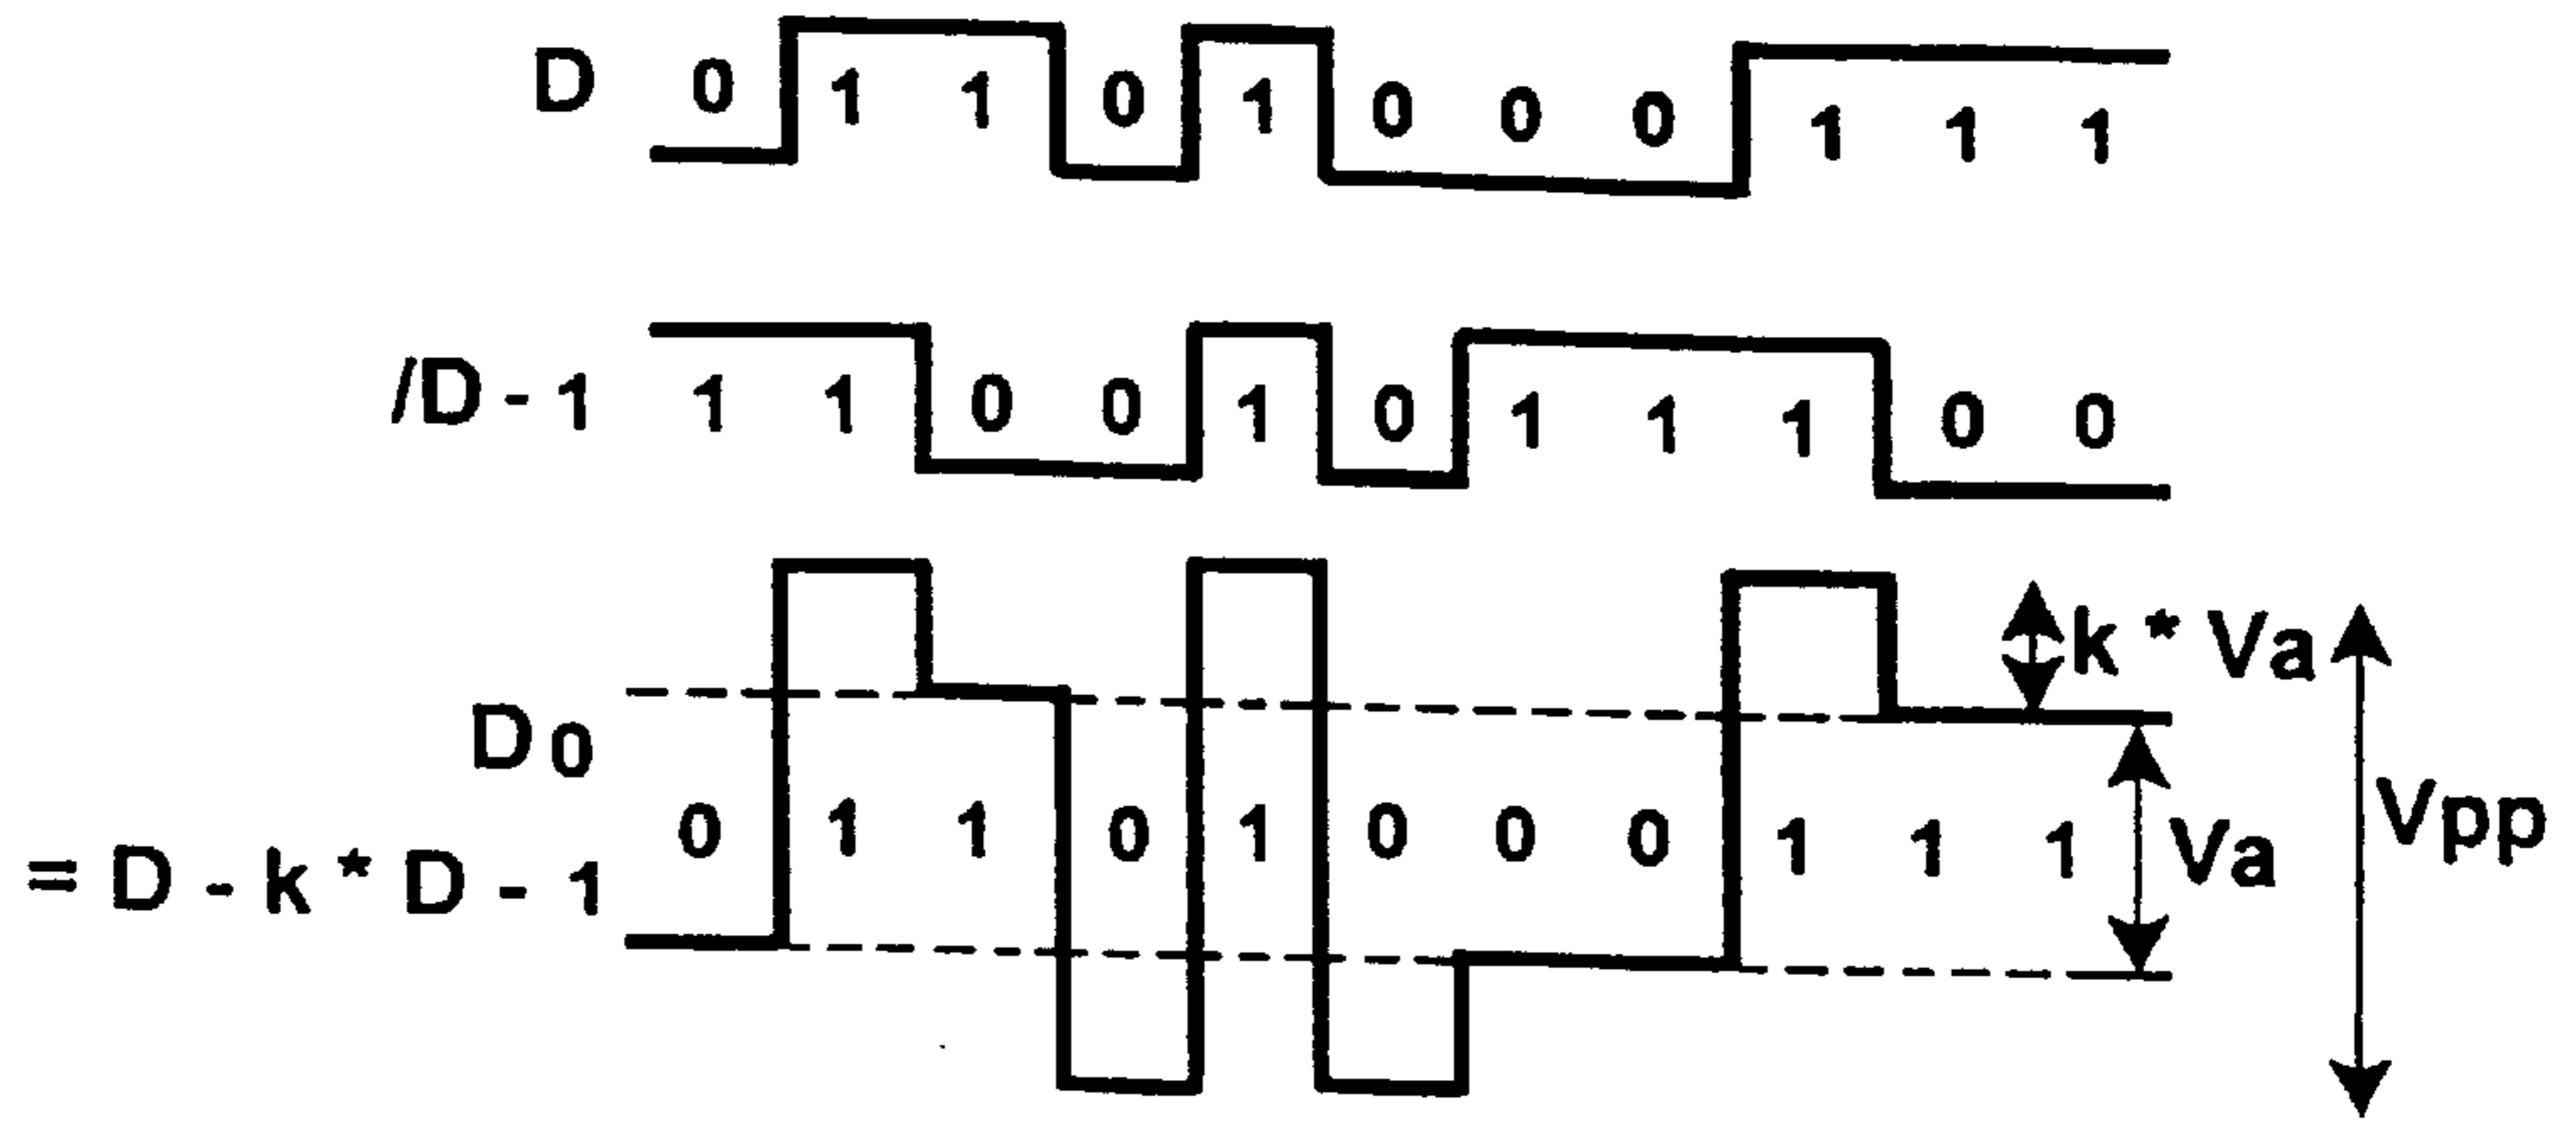 D 0 1 1 0 1 0 0 0 1 1 1
/D - 1 1 1 0 0 1 0 1 1 1 0 0
k * Va
D0
Vpp
0 1 1 0 1 0 0 0 1 1 1 Va
= D - k * D - 1